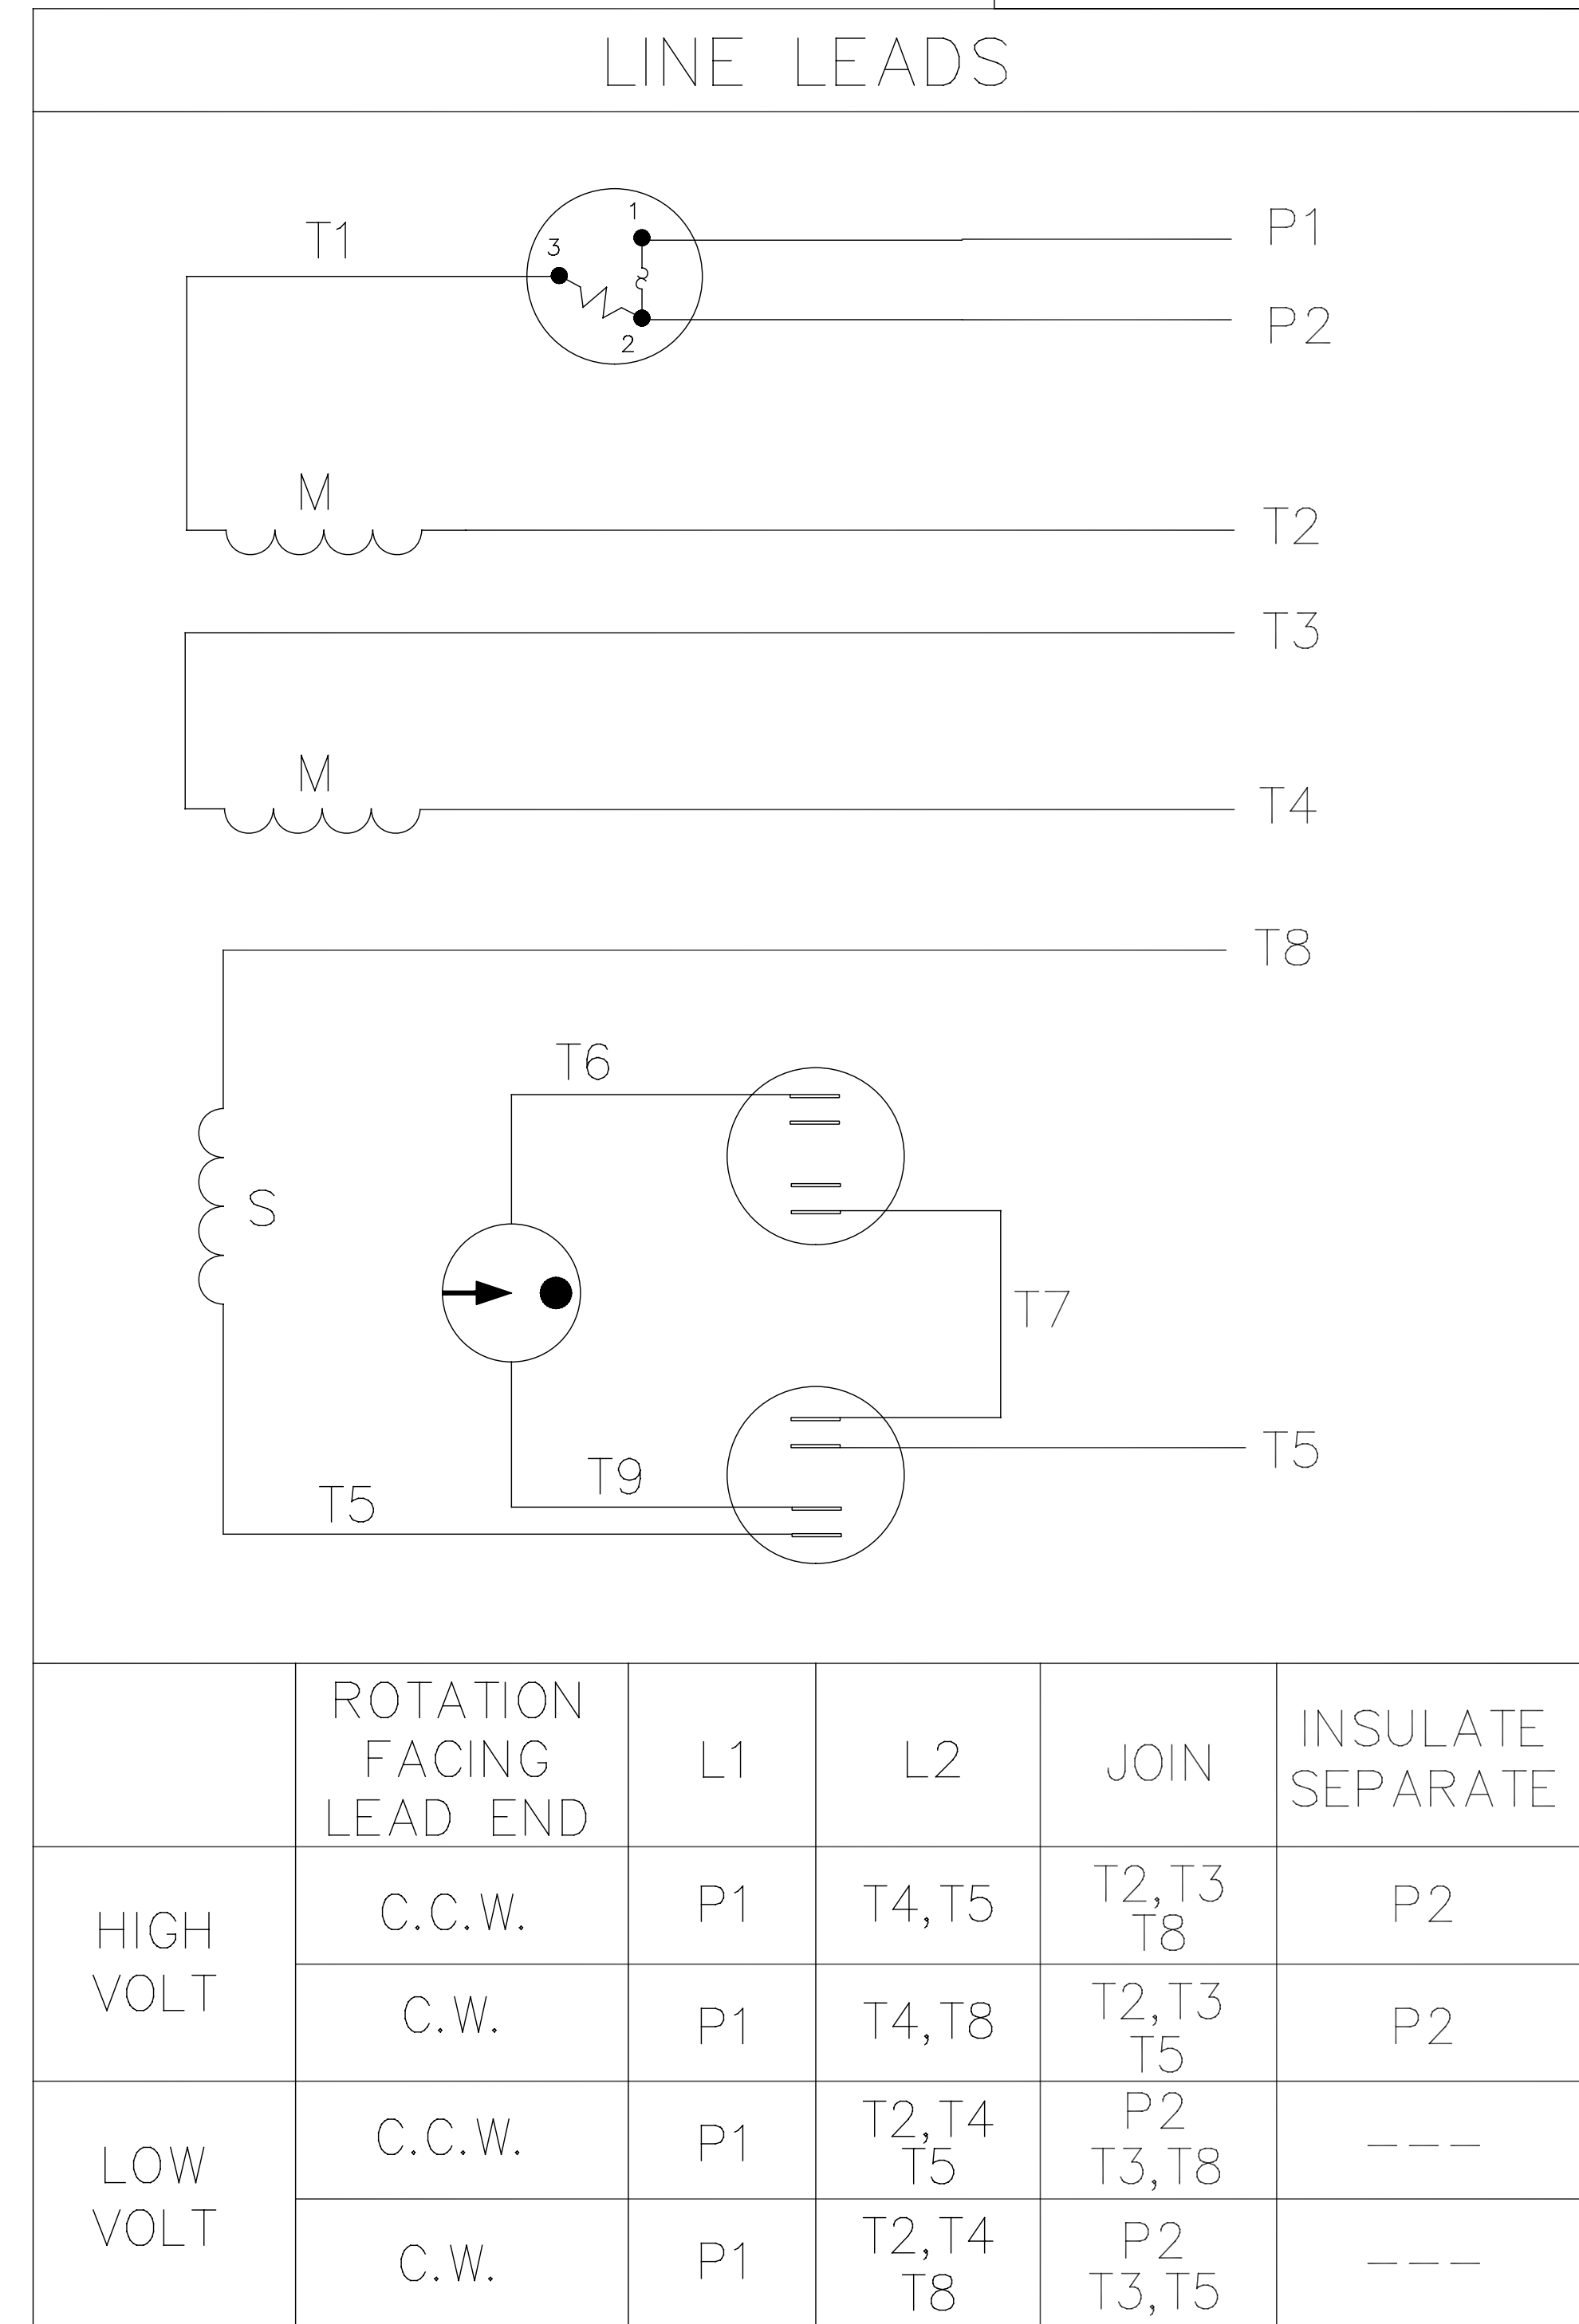 LINE LEADS
T1
1
3
2
P1
P2
M
T2
T3
M
T4
T8
T6
S
T7
T5
T9
T5
ROTATION
FACING
LEAD END
L1
L2
JOIN
INSULATE
SEPARATE
HIGH
VOLT
C.C.W.
P1
T4,T5
T2,T3
T8
P2
C.W.
P1
T4,T8
T2,T3
T5
P2
LOW
VOLT
C.C.W.
P1
T2,T4
T5
P2
T3,T8
---
C.W.
P1
T2,T4
T8
P2
T3,T5
---